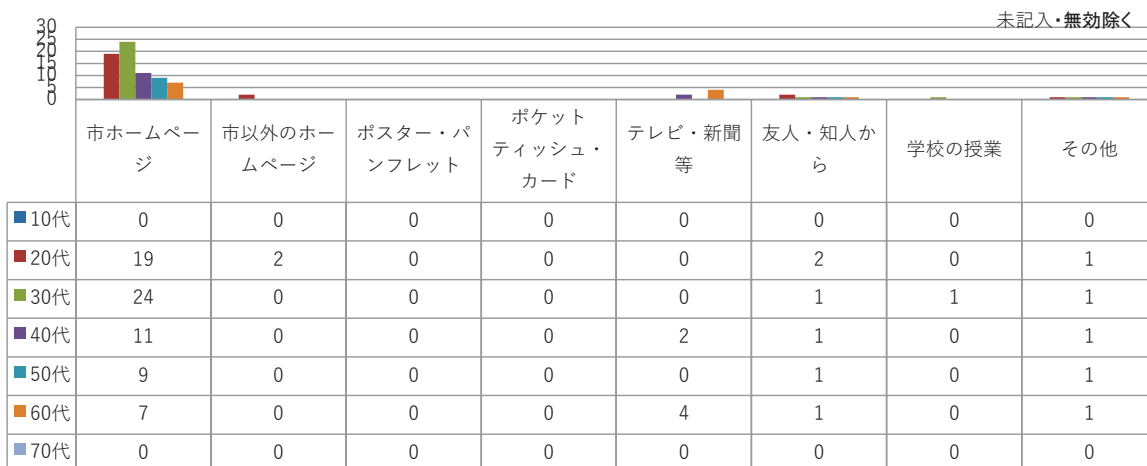 未記入・無効除く
30
25
20
15
10
5
0
市ホームペー
ジ
市以外のホー
ムページ
ポスター・パ
ンフレット
ポケット
ティッシュ・
カード
テレビ・新聞
等
友人・知人か
ら
学校の授業
その他
10代 0 0 0 0 0 0 0 0
20代 19 2 0 0 0 2 0 1
30代 24 0 0 0 0 1 1 1
40代 11 0 0 0 2 1 0 1
50代 9 0 0 0 0 1 0 1
60代 7 0 0 0 4 1 0 1
70代 0 0 0 0 0 0 0 0